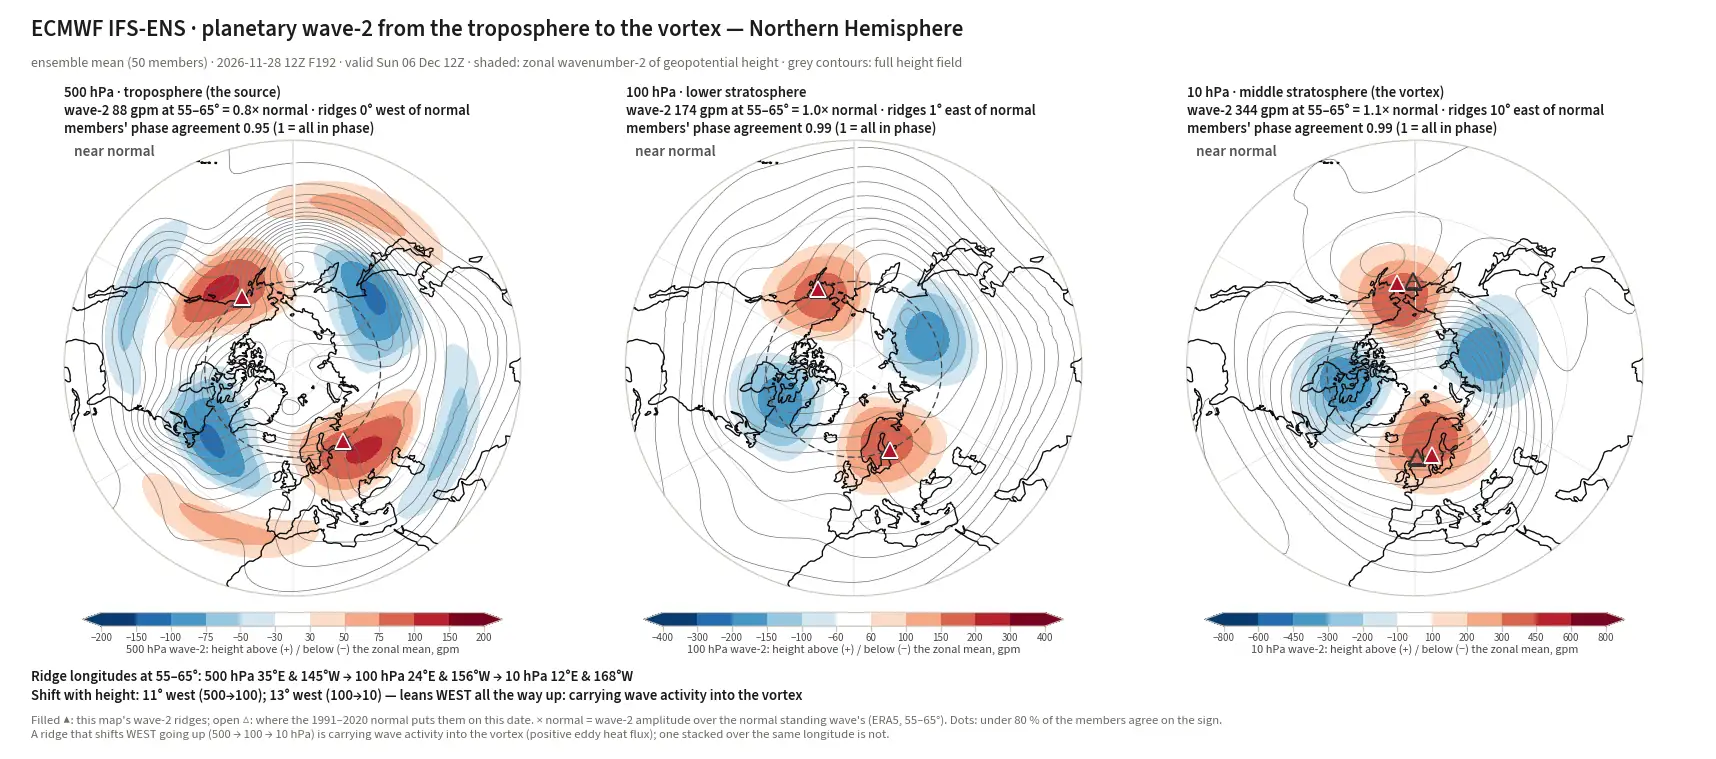 ECMWF IFS-ENS · planetary wave-2 from the troposphere to the vortex — Northern Hemisphere
ensemble mean (50 members) · 2026-11-28 12Z F192 · valid Sun 06 Dec 12Z · shaded: zonal wavenumber-2 of geopotential height · grey contours: full height field
500 hPa · troposphere (the source)
wave-2 88 gpm at 55–65° = 0.8× normal · ridges 0° west of normal
members' phase agreement 0.95 (1 = all in phase)
near normal
100 hPa · lower stratosphere
wave-2 174 gpm at 55–65° = 1.0× normal · ridges 1° east of normal
members' phase agreement 0.99 (1 = all in phase)
near normal
10 hPa · middle stratosphere (the vortex)
wave-2 344 gpm at 55–65° = 1.1× normal · ridges 10° east of normal
members' phase agreement 0.99 (1 = all in phase)
near normal
−200 −150 −100 −75 −50 −30 30 50 75 100 150 200
500 hPa wave-2: height above (+) / below (−) the zonal mean, gpm
−400 −300 −200 −150 −100 −60 60 100 150 200 300 400
100 hPa wave-2: height above (+) / below (−) the zonal mean, gpm
−800 −600 −450 −300 −200 −100 100 200 300 450 600 800
10 hPa wave-2: height above (+) / below (−) the zonal mean, gpm
Ridge longitudes at 55–65°: 500 hPa 35°E & 145°W → 100 hPa 24°E & 156°W → 10 hPa 12°E & 168°W
Shift with height: 11° west (500→100); 13° west (100→10) — leans WEST all the way up: carrying wave activity into the vortex
Filled ▲: this map's wave-2 ridges; open △: where the 1991–2020 normal puts them on this date. × normal = wave-2 amplitude over the normal standing wave's (ERA5, 55–65°). Dots: under 80 % of the members agree on the sign.
A ridge that shifts WEST going up (500 → 100 → 10 hPa) is carrying wave activity into the vortex (positive eddy heat flux); one stacked over the same longitude is not.